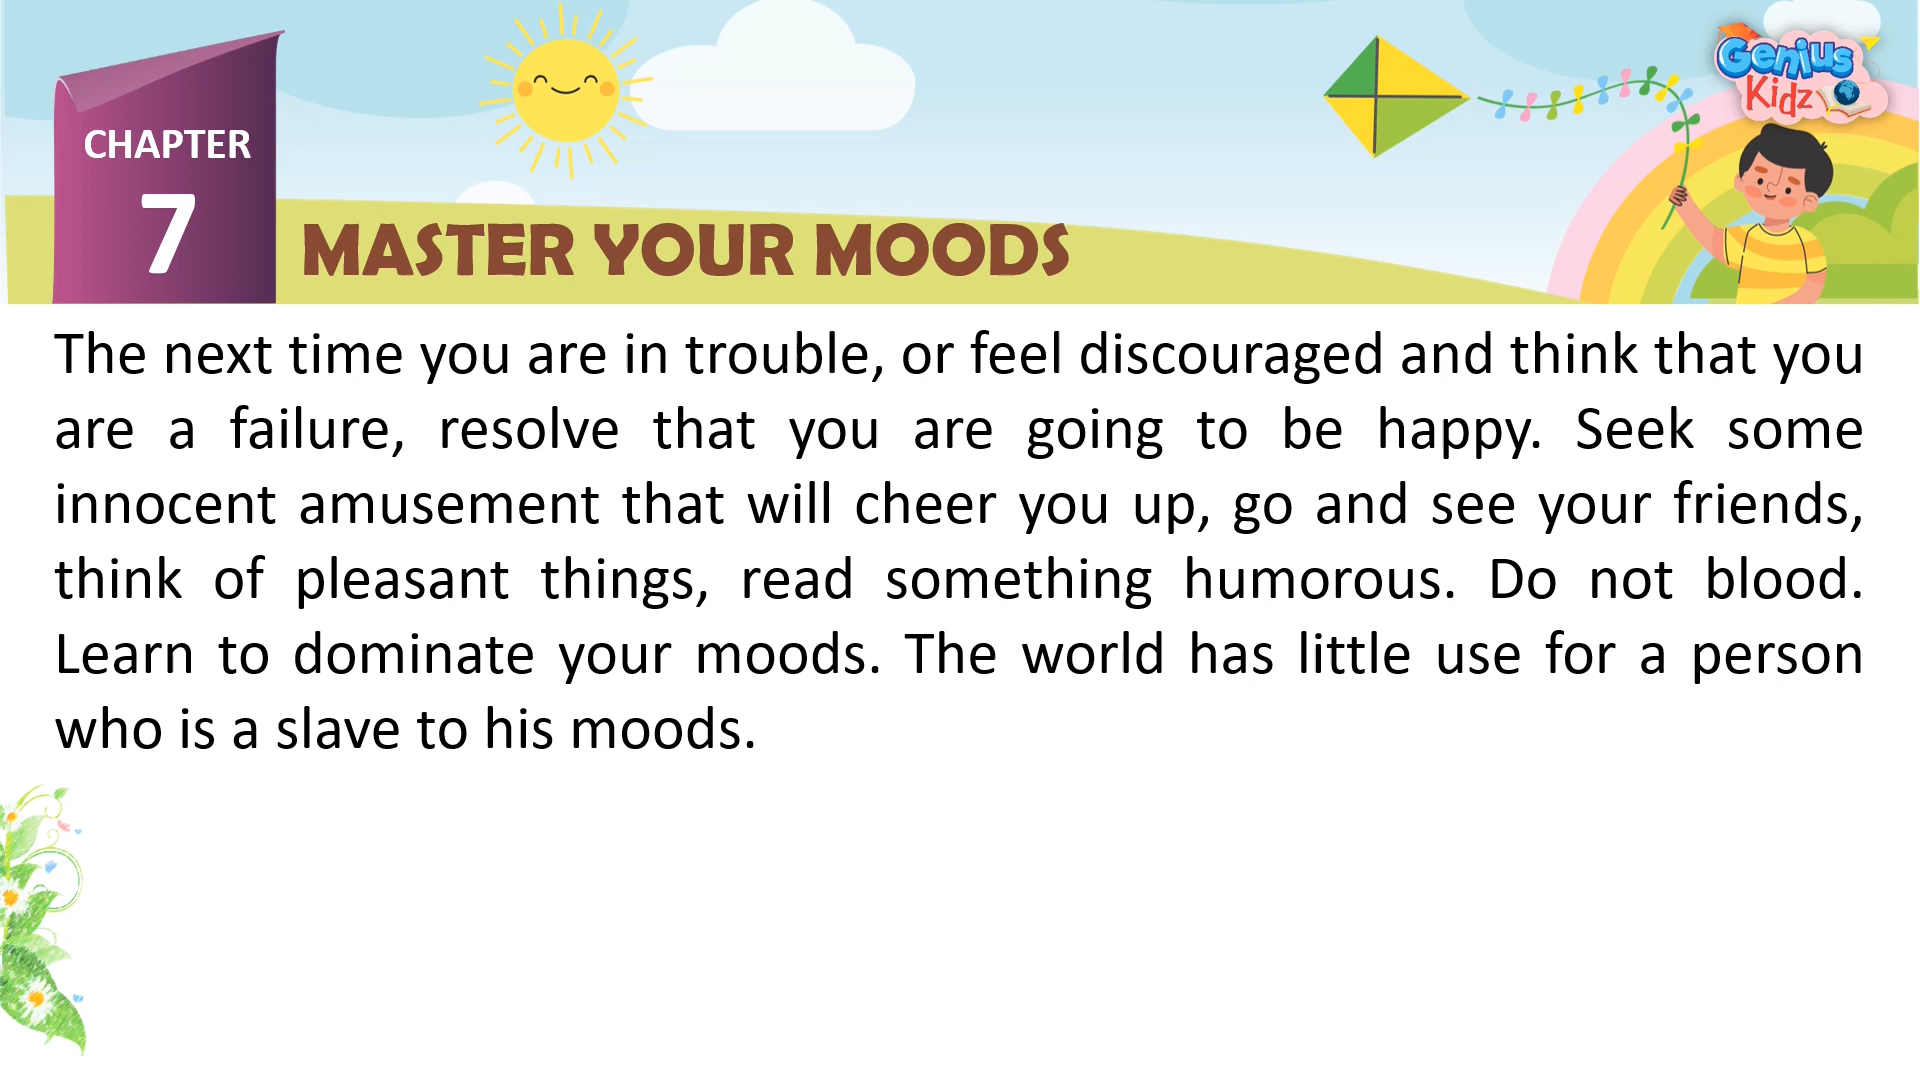 CHAPTER
7
MASTER YOUR MOODS
Genius
Kidz
The next time you are in trouble, or feel discouraged and think that you
are a failure, resolve that you are going to be happy. Seek some
innocent amusement that will cheer you up, go and see your friends,
think of pleasant things, read something humorous. Do not blood.
Learn to dominate your moods. The world has little use for a person
who is a slave to his moods.